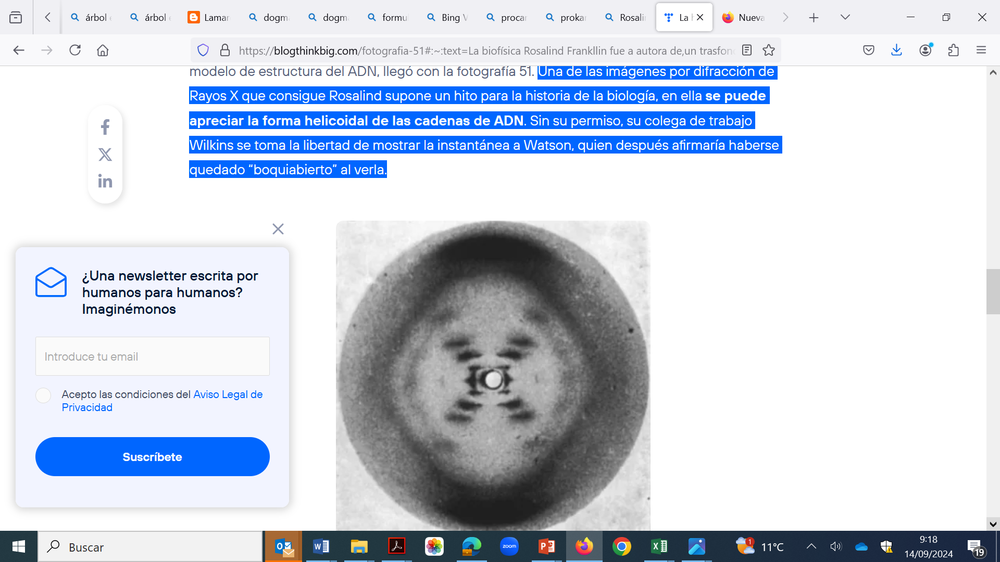 árbol
árbol
Lamar
dogma
dogma
formu
Bing V
procar
prokar
Rosali
La
Nueva
https://blogthinkbig.com/fotografia-51#:~:text=La biofísica Rosalind Frankllin fue a autora de,un trasfond
modelo de estructura del ADN, llegó con la fotografía 51. Una de las imágenes por difracción de
Rayos X que consigue Rosalind supone un hito para la historia de la biología, en ella se puede
apreciar la forma helicoidal de las cadenas de ADN. Sin su permiso, su colega de trabajo
Wilkins se toma la libertad de mostrar la instantánea a Watson, quien después afirmaría haberse
quedado “boquiabierto” al verla.
¿Una newsletter escrita por
humanos para humanos?
Imaginémonos
Introduce tu email
Acepto las condiciones del Aviso Legal de
Privacidad
Suscríbete
Buscar
zoom
1
11°C
9:18
14/09/2024
19